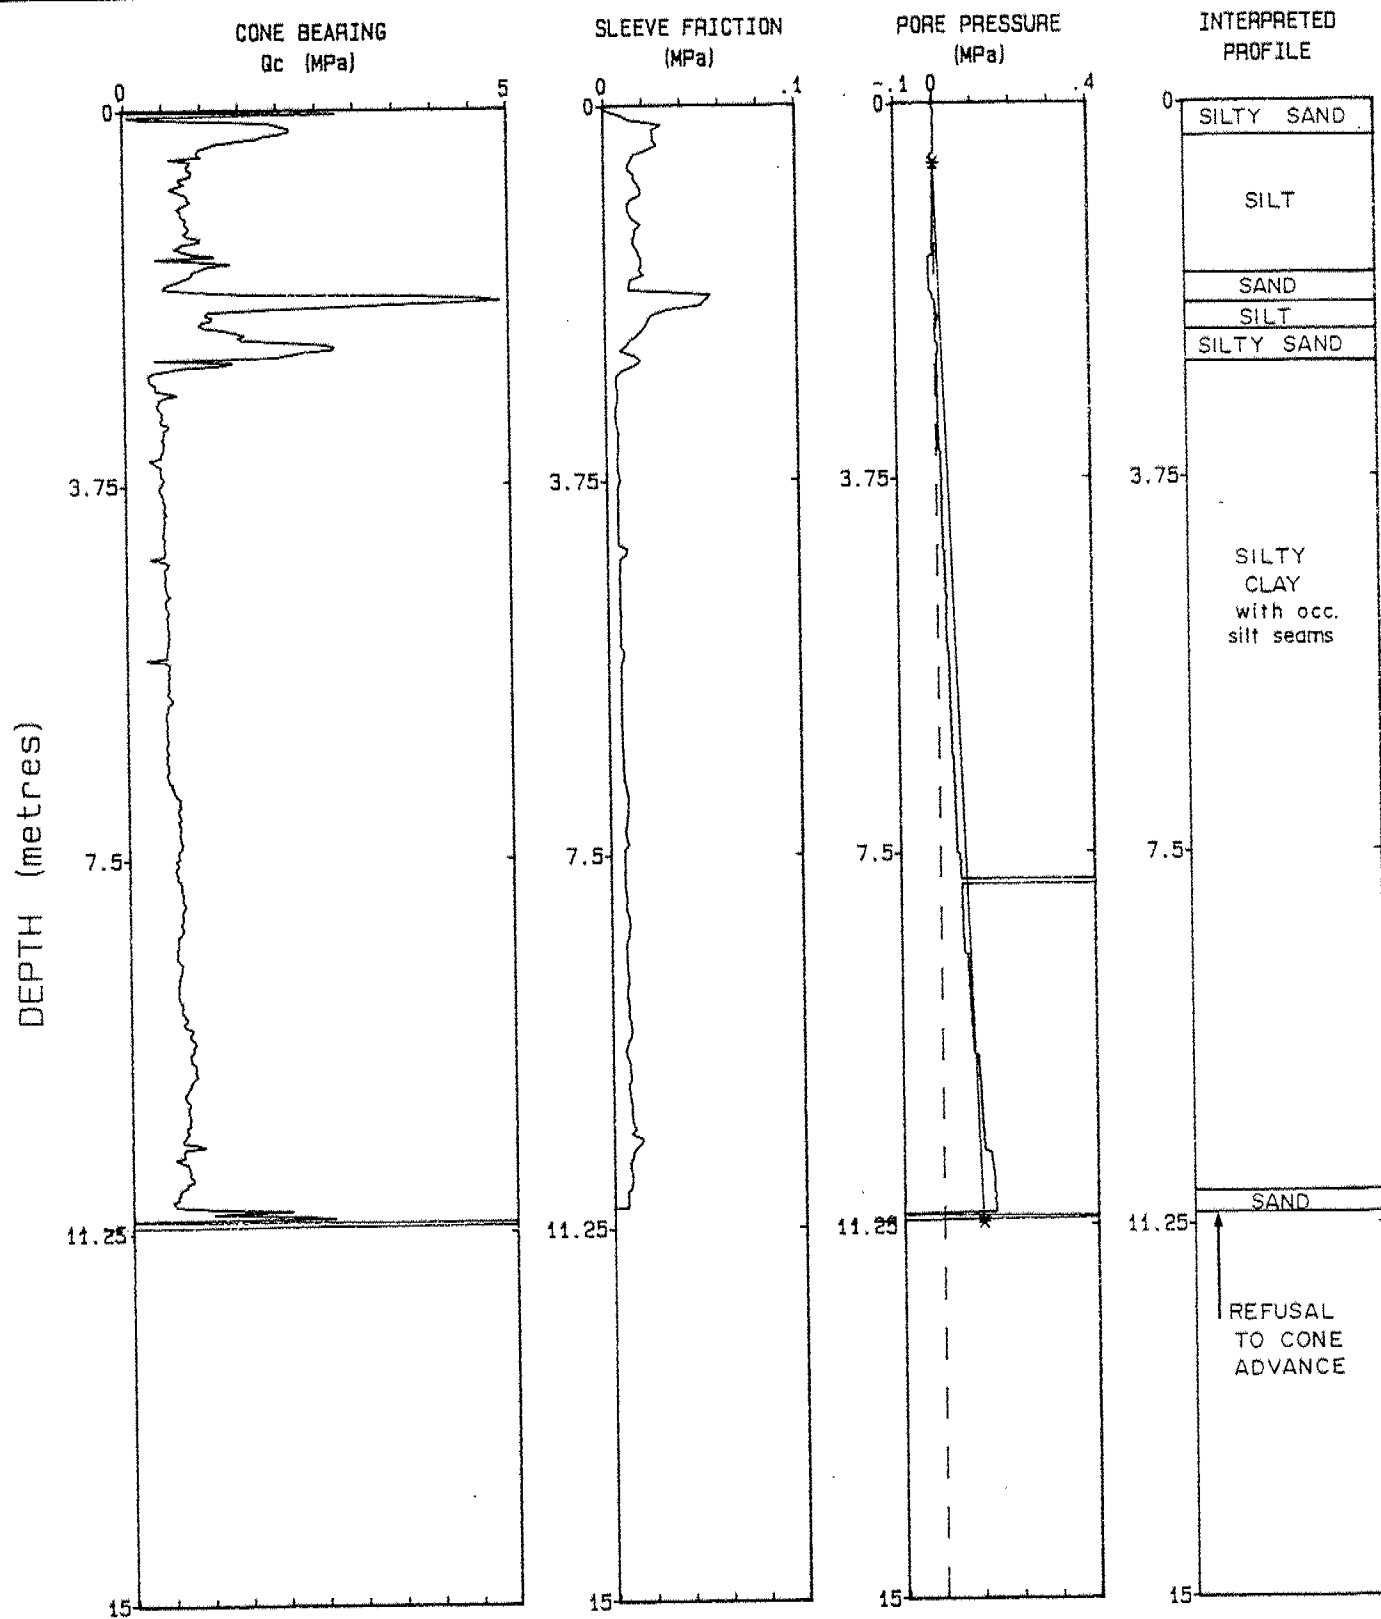 CONE BEARING
Qc (MPa)
0 5
0
3.75
7.5
11.25
15
DEPTH (metres)
SLEEVE FRICTION
(MPa)
0 .1
0
3.75
7.5
11.25
15
PORE PRESSURE
(MPa)
-.1 0 .4
0
3.75
7.5
11.25
15
INTERPRETED
PROFILE
0
3.75
7.5
11.25
15
SILTY SAND
SILT
SAND
SILT
SILTY SAND
SILTY
CLAY
with occ.
silt seams
SAND
REFUSAL
TO CONE
ADVANCE